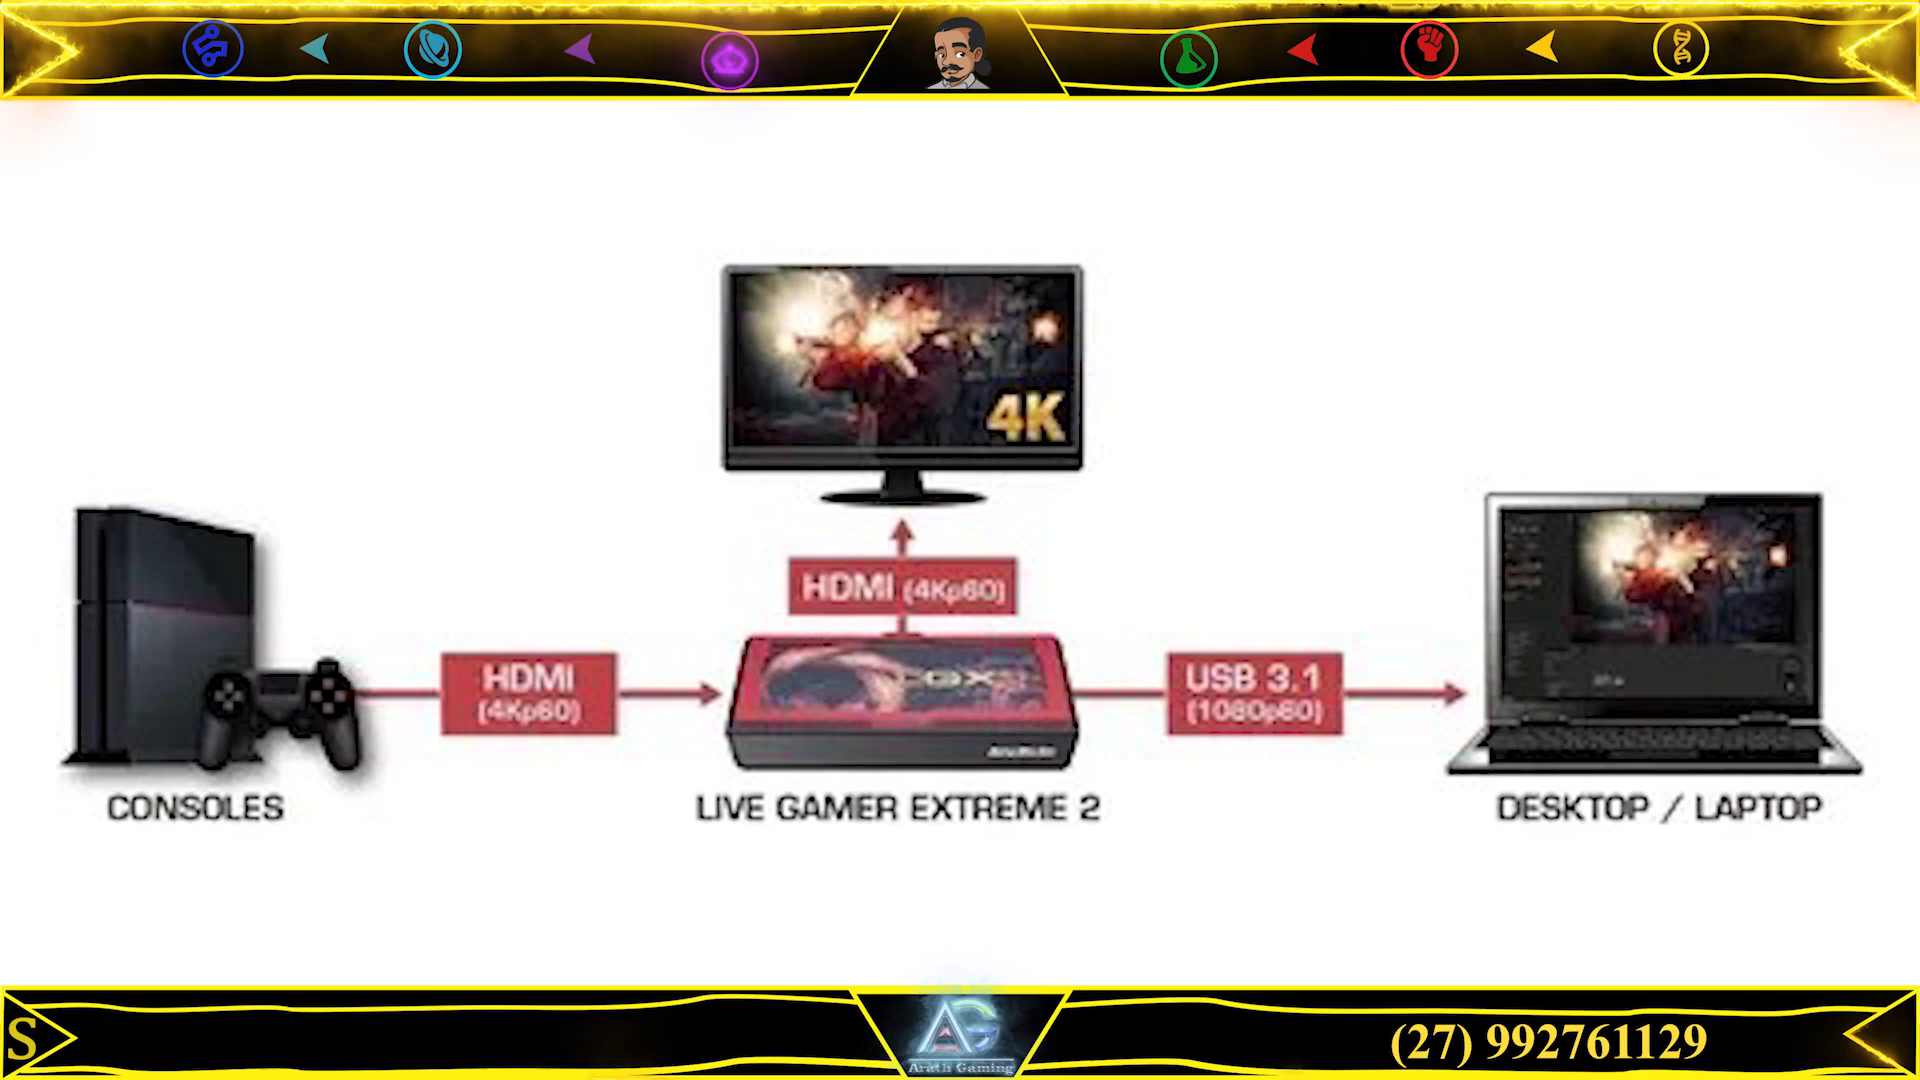 4K
HDMI (4Kp60)
HDMI
(4Kp60)
USB 3.1
(1080p60)
CONSOLES
LIVE GAMER EXTREME 2
DESKTOP / LAPTOP
S
AG
Arath Gaming
(27) 992761129